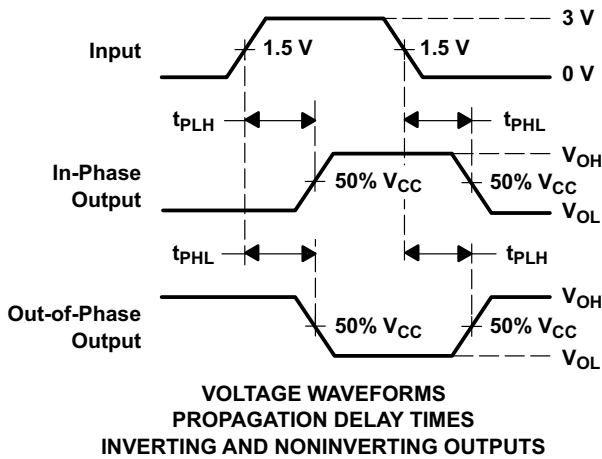 3 V
Input
1.5 V
1.5 V
0 V
tPLH
tPHL
VOH
In-Phase
Output
50% VCC
50% VCC
VOL
tPHL
tPLH
VOH
Out-of-Phase
Output
50% VCC
50% VCC
VOL
VOLTAGE WAVEFORMS
PROPAGATION DELAY TIMES
INVERTING AND NONINVERTING OUTPUTS